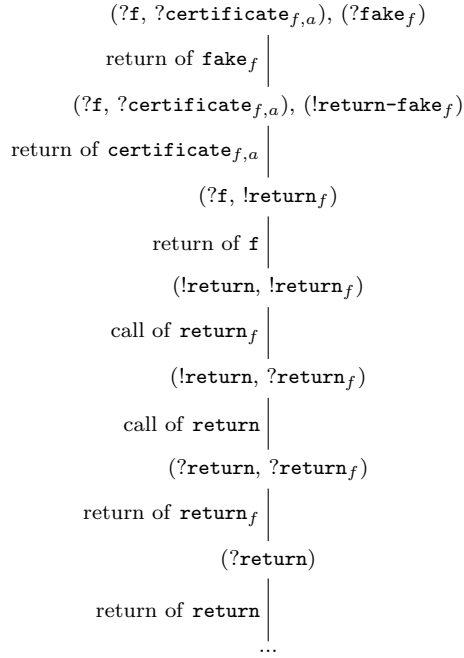 (?f, ?certificate_{f,a}), (?fake_f)
return of fake_f
(?f, ?certificate_{f,a}), (!return-fake_f)
return of certificate_{f,a}
(?f, !return_f)
return of f
(!return, !return_f)
call of return_f
(!return, ?return_f)
call of return
(?return, ?return_f)
return of return_f
(?return)
return of return
...